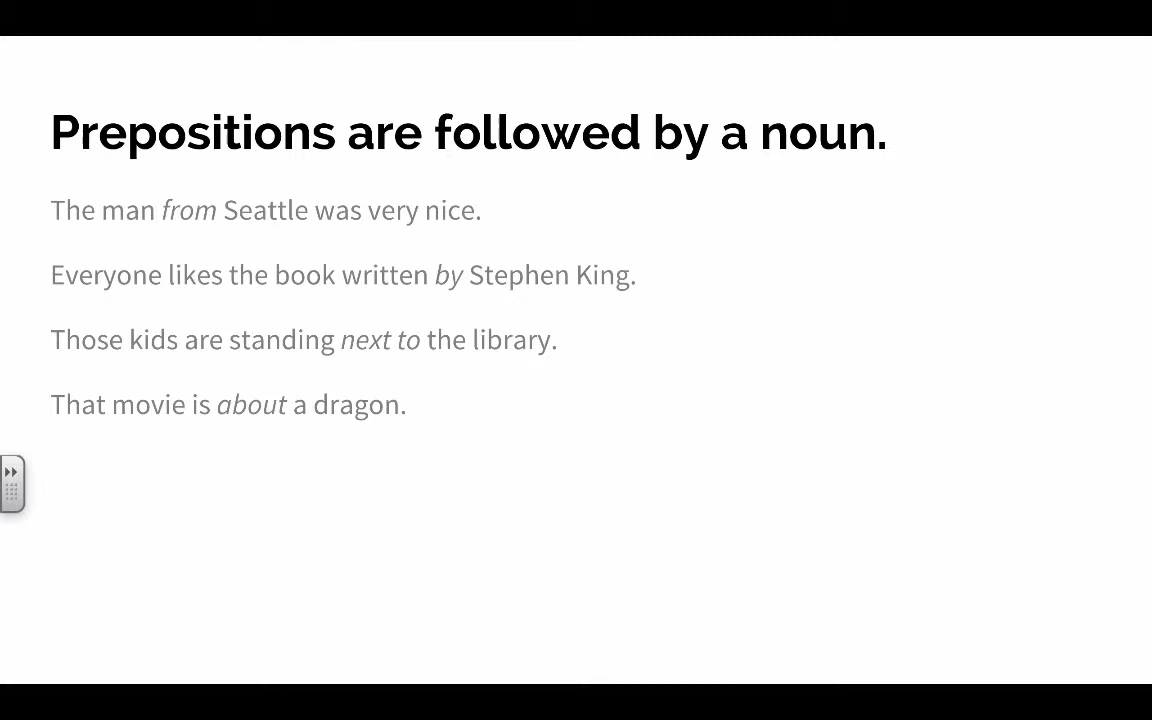 Prepositions are followed by a noun.
The man from Seattle was very nice.
Everyone likes the book written by Stephen King.
Those kids are standing next to the library.
That movie is about a dragon.